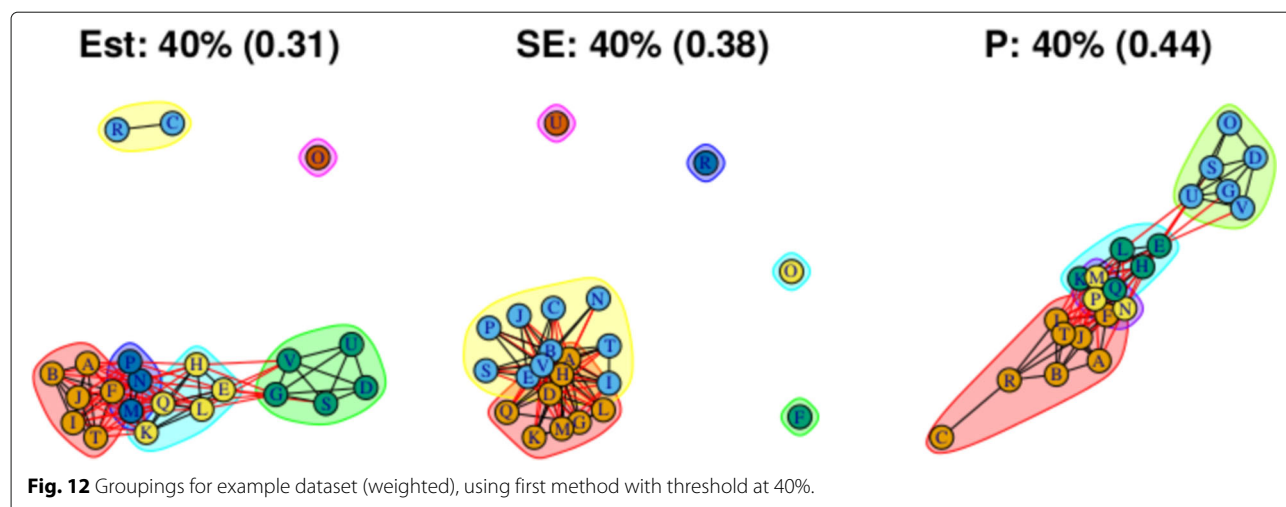 Est: 40% (0.31) SE: 40% (0.38) P: 40% (0.44)
R C
O
B A J F I T
P N M
H E Q L K
V U G S D
U
R
O
F
P J C N B V S E T I
A H D Q K M G L
O D S G U V
L E K H Q
M P N
I T J F A R B C
Fig. 12 Groupings for example dataset (weighted), using first method with threshold at 40%.